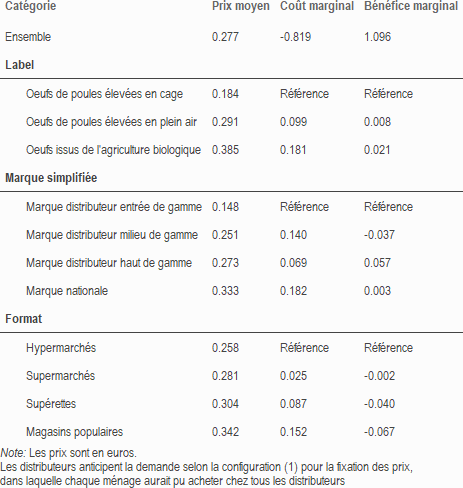 Catégorie Prix moyen Coût marginal Bénéfice marginal
Ensemble 0.277 -0.819 1.096
Label
Oeufs de poules élevées en cage 0.184 Référence Référence
Oeufs de poules élevées en plein air 0.291 0.099 0.008
Oeufs issus de l'agriculture biologique 0.385 0.181 0.021
Marque simplifiée
Marque distributeur entrée de gamme 0.148 Référence Référence
Marque distributeur milieu de gamme 0.251 0.140 -0.037
Marque distributeur haut de gamme 0.273 0.069 0.057
Marque nationale 0.333 0.182 0.003
Format
Hypermarchés 0.258 Référence Référence
Supermarchés 0.281 0.025 -0.002
Supérettes 0.304 0.087 -0.040
Magasins populaires 0.342 0.152 -0.067
Note: Les prix sont en euros.
Les distributeurs anticipent la demande selon la configuration (1) pour la fixation des prix,
dans laquelle chaque ménage aurait pu acheter chez tous les distributeurs